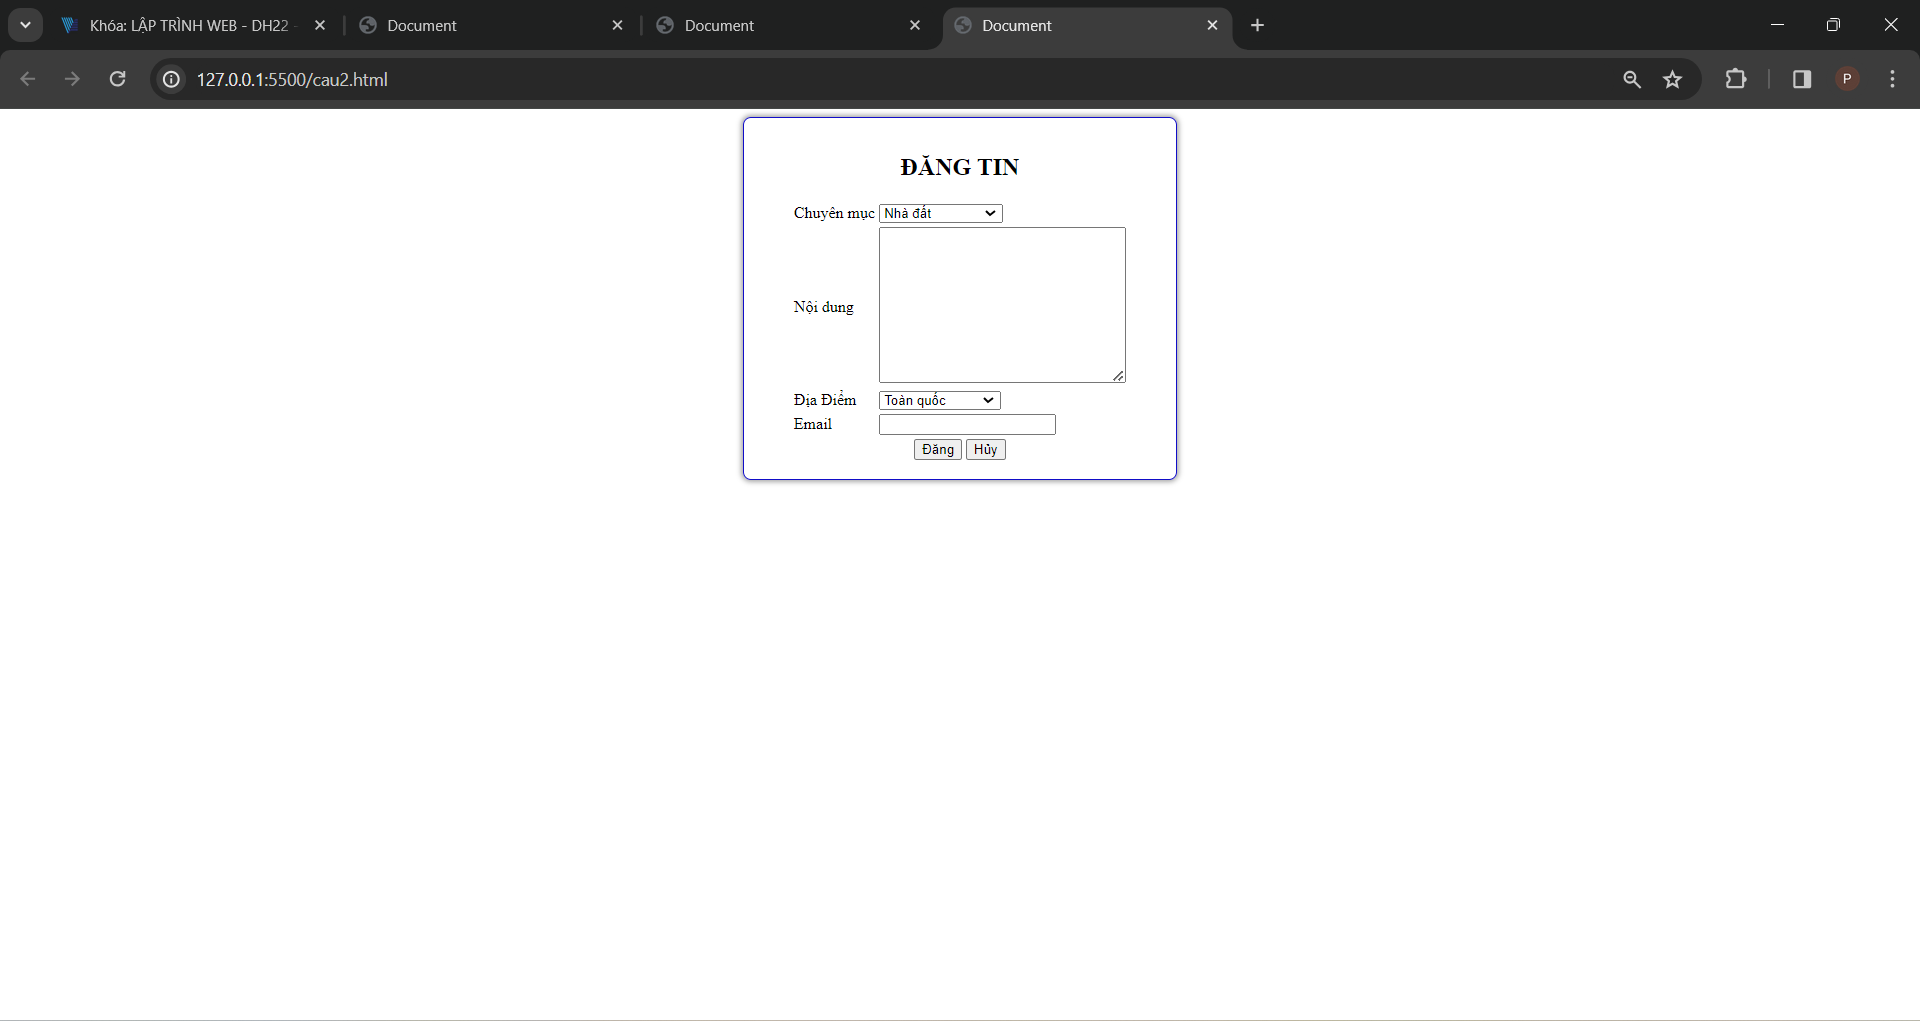 Khóa: LẬP TRÌNH WEB - DH22 -
Document
Document
Document
127.0.0.1:5500/cau2.html
P
ĐĂNG TIN
Chuyên mục Nhà đất
Nội dung
Địa Điểm Toàn quốc
Email
Đăng Hủy